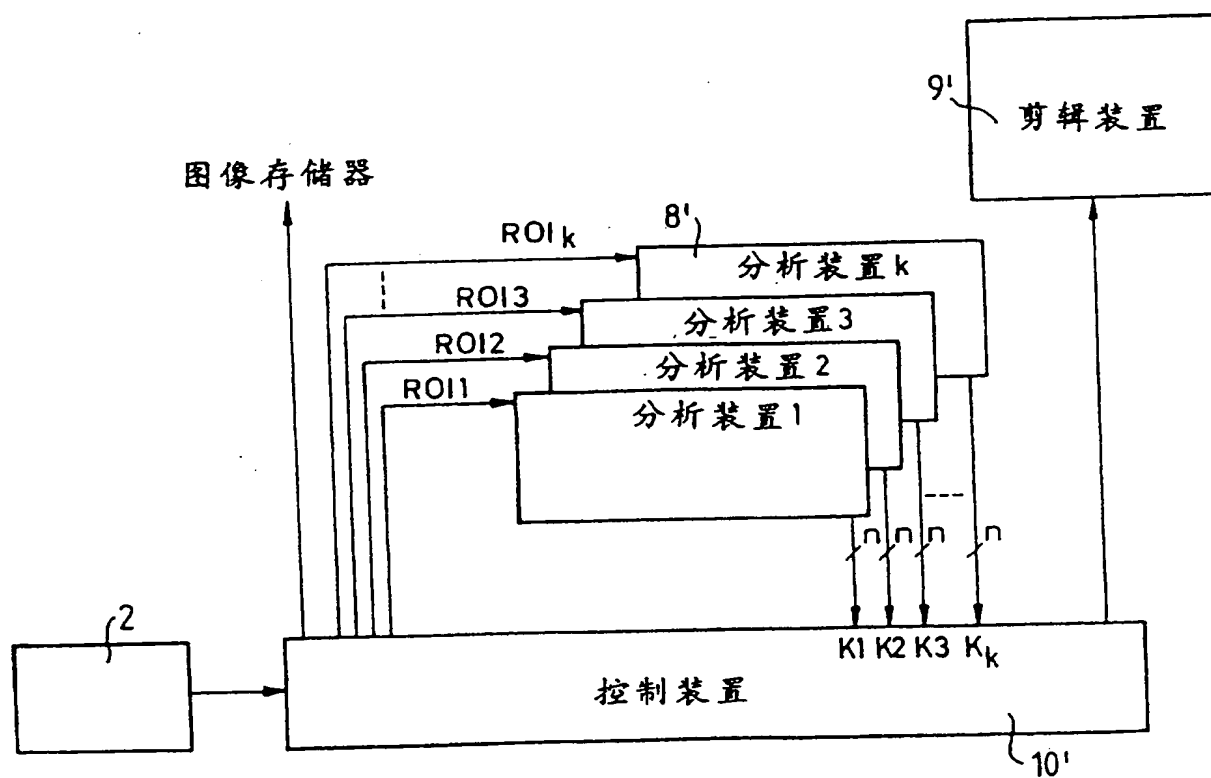 9'
剪辑装置
图像存储器
8'
ROIk
分析装置k
ROI3
分析装置3
ROI2
分析装置2
ROI1
分析装置1
n n n n
2
K1 K2 K3 Kk
控制装置
10'